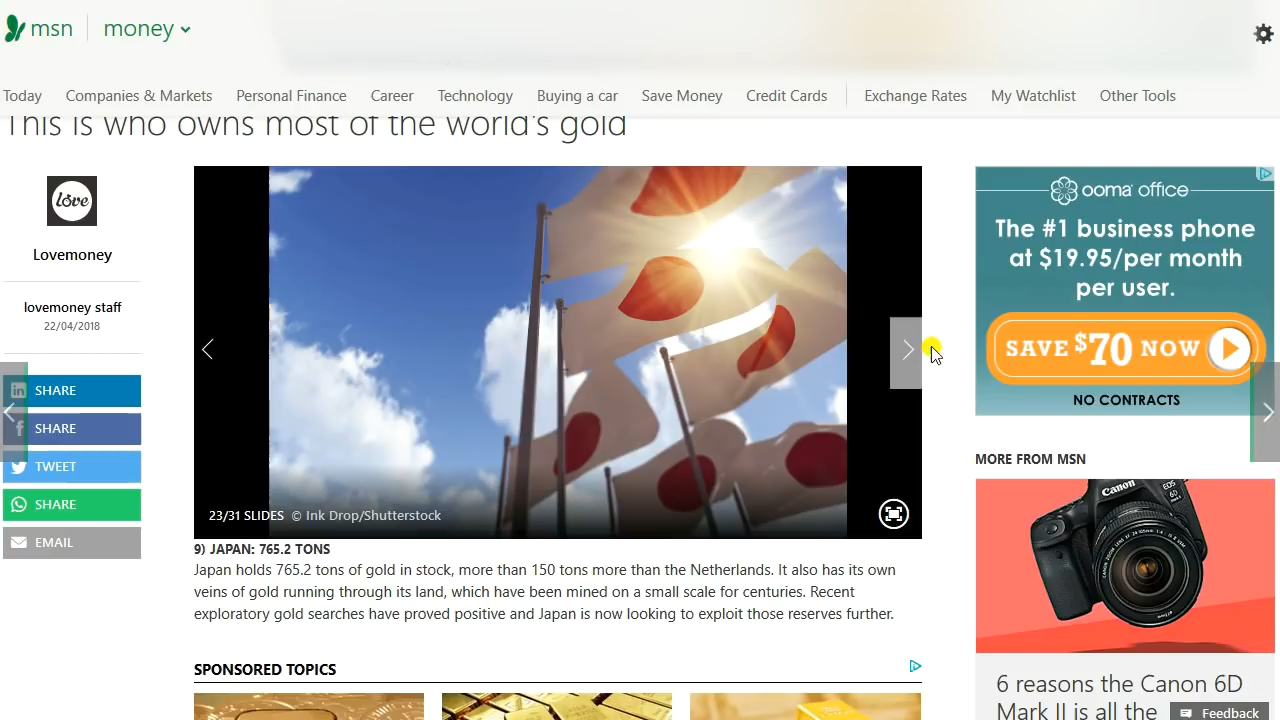 msn
money
Today
Companies & Markets
Personal Finance
Career
Technology
Buying a car
Save Money
Credit Cards
Exchange Rates
My Watchlist
Other Tools
This is who owns most of the world's gold
love
Lovemoney
lovemoney staff
22/04/2018
SHARE
SHARE
TWEET
SHARE
EMAIL
23/31 SLIDES © Ink Drop/Shutterstock
9) JAPAN: 765.2 TONS
Japan holds 765.2 tons of gold in stock, more than 150 tons more than the Netherlands. It also has its own
veins of gold running through its land, which have been mined on a small scale for centuries. Recent
exploratory gold searches have proved positive and Japan is now looking to exploit those reserves further.
SPONSORED TOPICS
ooma office
The #1 business phone
at $19.95/per month
per user.
SAVE $70 NOW
NO CONTRACTS
MORE FROM MSN
Canon
EOS
6D
6 reasons the Canon 6D
Mark II is all the
Feedback